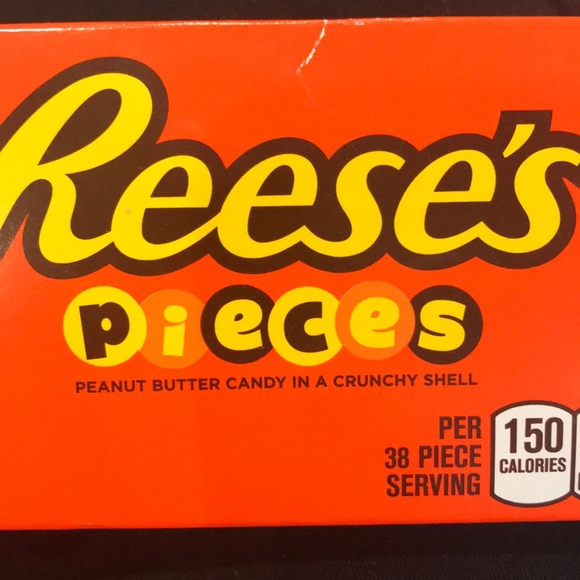 Reese's
pieces
PEANUT BUTTER CANDY IN A CRUNCHY SHELL
PER
38 PIECE
SERVING
150
CALORIES